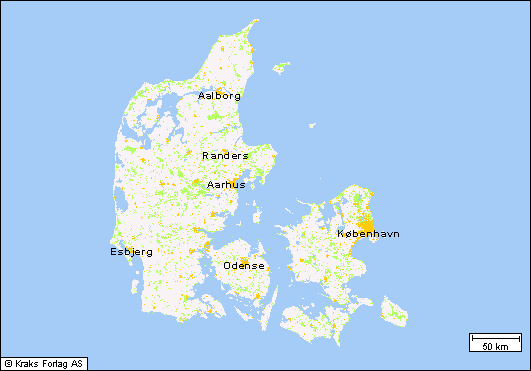 Aalborg
Randers
Aarhus
København
Esbjerg
Odense
50 km
© Kraks Forlag AS